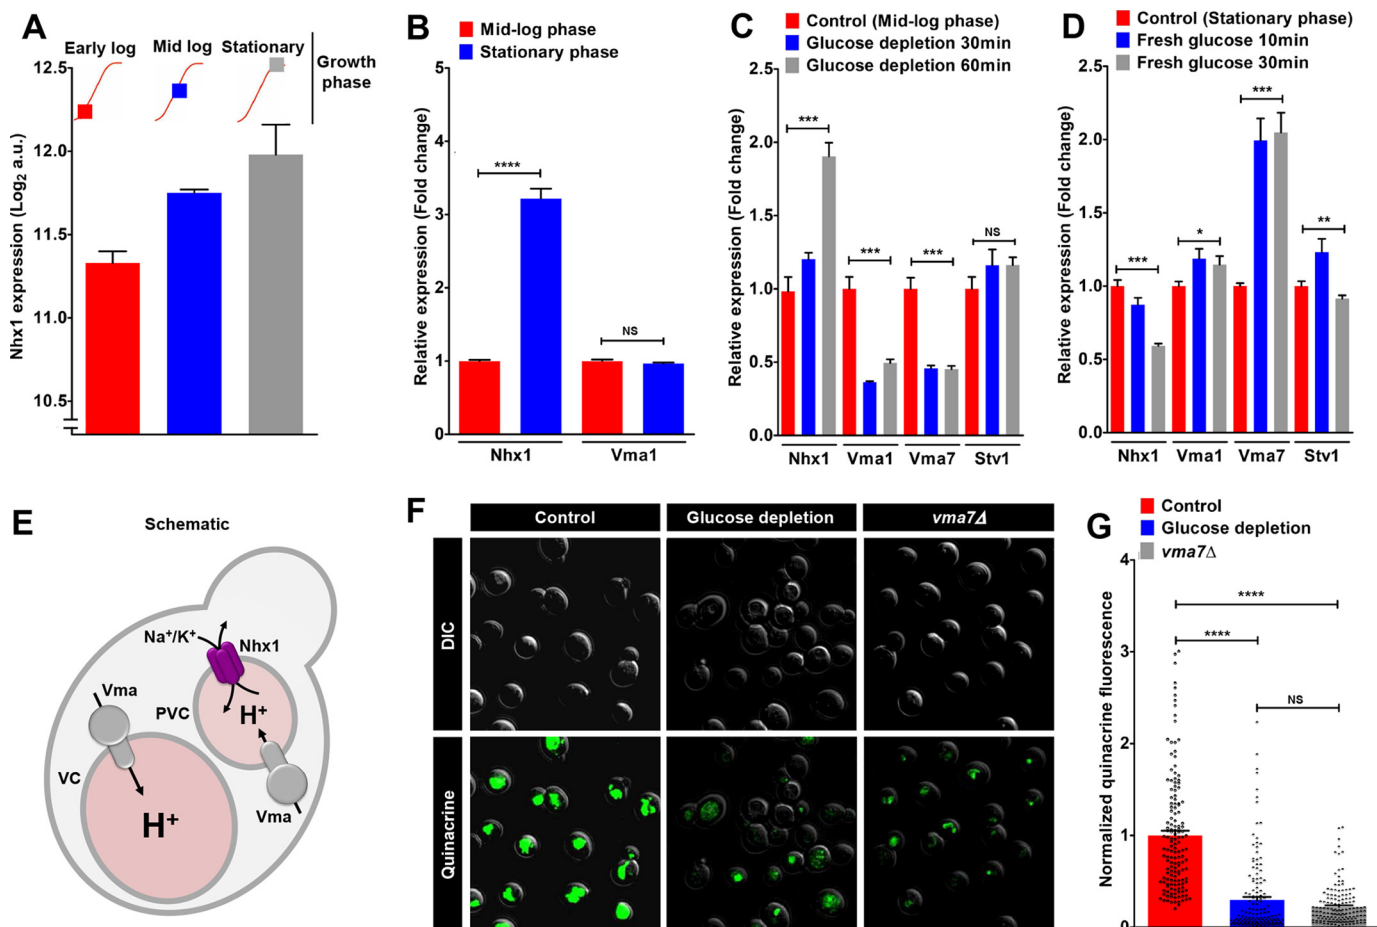 A
Early log
Mid log
Stationary
Growth phase
Nhx1 expression (Log2 a.u.)
12.5
12.0
11.5
11.0
10.5
B
Mid-log phase
Stationary phase
Relative expression (Fold change)
5
4
3
2
1
0
****
NS
Nhx1
Vma1
C
Control (Mid-log phase)
Glucose depletion 30min
Glucose depletion 60min
Relative expression (Fold change)
2.5
2.0
1.5
1.0
0.5
0.0
***
***
***
NS
Nhx1
Vma1
Vma7
Stv1
D
Control (Stationary phase)
Fresh glucose 10min
Fresh glucose 30min
Relative expression (Fold change)
2.5
2.0
1.5
1.0
0.5
0.0
***
*
***
**
Nhx1
Vma1
Vma7
Stv1
E
Schematic
Na+/K+
Nhx1
Vma
PVC
H+
VC
H+
Vma
F
Control
Glucose depletion
vma7Δ
DIC
Quinacrine
G
Control
Glucose depletion
vma7Δ
Normalized quinacrine fluorescence
4
3
2
1
0
****
****
NS